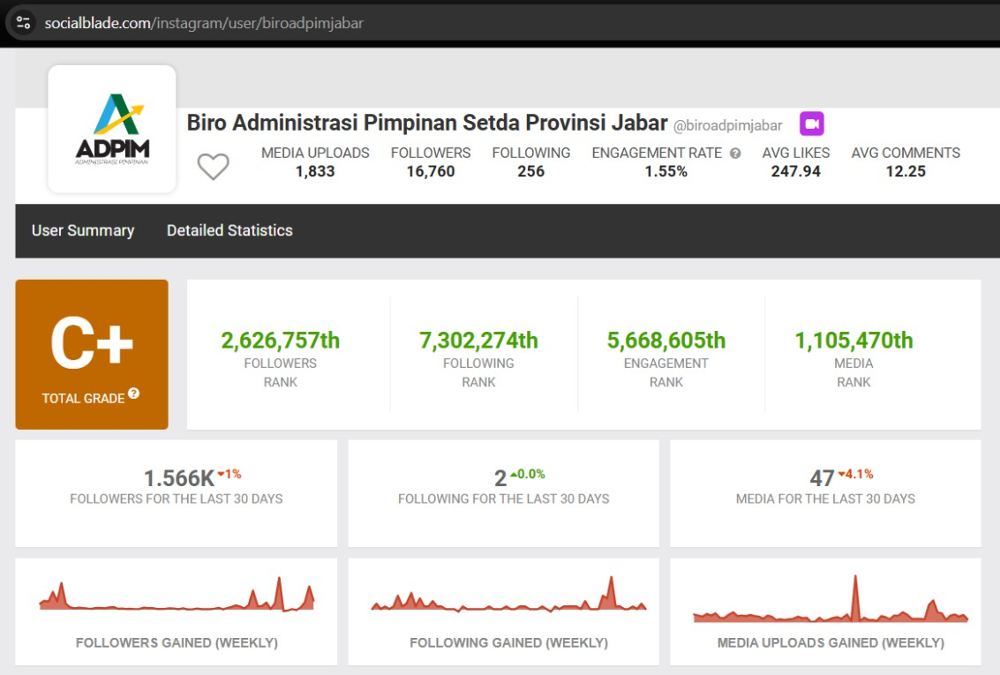 socialblade.com/instagram/user/biroadpimjabar
ADPIM
ADMINISTRASI PIMPINAN
Biro Administrasi Pimpinan Setda Provinsi Jabar @biroadpimjabar
MEDIA UPLOADS FOLLOWERS FOLLOWING ENGAGEMENT RATE ? AVG LIKES AVG COMMENTS
1,833 16,760 256 1.55% 247.94 12.25
User Summary Detailed Statistics
C+
TOTAL GRADE ?
2,626,757th 7,302,274th 5,668,605th 1,105,470th
FOLLOWERS FOLLOWING ENGAGEMENT MEDIA
RANK RANK RANK RANK
1.566K 1% 2 0.0% 47 4.1%
FOLLOWERS FOR THE LAST 30 DAYS FOLLOWING FOR THE LAST 30 DAYS MEDIA FOR THE LAST 30 DAYS
FOLLOWERS GAINED (WEEKLY) FOLLOWING GAINED (WEEKLY) MEDIA UPLOADS GAINED (WEEKLY)